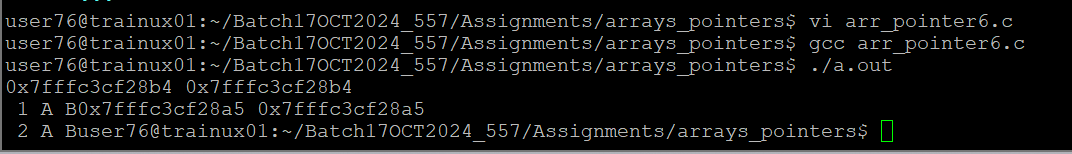 user76@trainux01:~/Batch17OCT2024_557/Assignments/arrays_pointers$ vi arr_pointer6.c
user76@trainux01:~/Batch17OCT2024_557/Assignments/arrays_pointers$ gcc arr_pointer6.c
user76@trainux01:~/Batch17OCT2024_557/Assignments/arrays_pointers$ ./a.out
0x7fffc3cf28b4 0x7fffc3cf28b4
 1 A B0x7fffc3cf28a5 0x7fffc3cf28a5
 2 A Buser76@trainux01:~/Batch17OCT2024_557/Assignments/arrays_pointers$